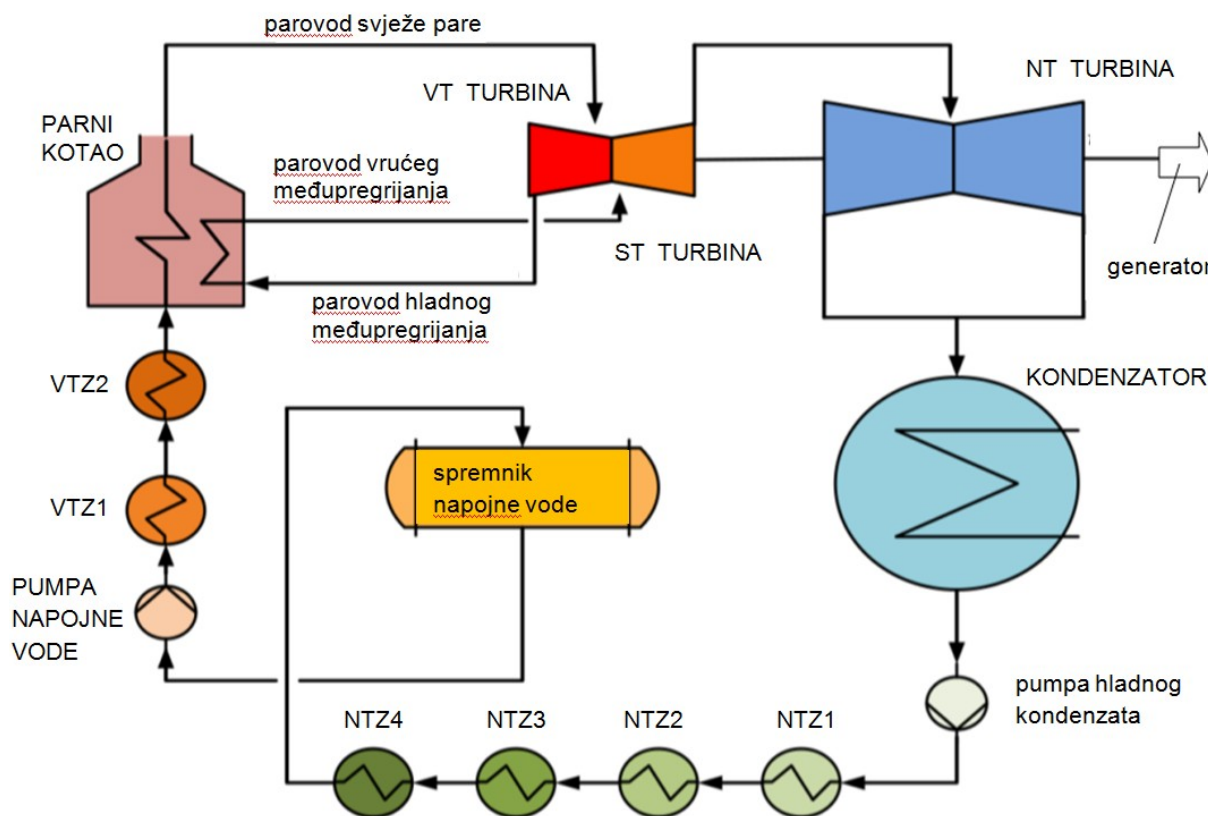 parovod svježe pare
VT TURBINA
NT TURBINA
PARNI
KOTAO
parovod vrućeg
međupregrijanja
ST TURBINA
generator
parovod hladnog
međupregrijanja
VTZ2
KONDENZATOR
spremnik
napojne vode
VTZ1
PUMPA
NAPOJNE
VODE
pumpa hladnog
kondenzata
NTZ4
NTZ3
NTZ2
NTZ1